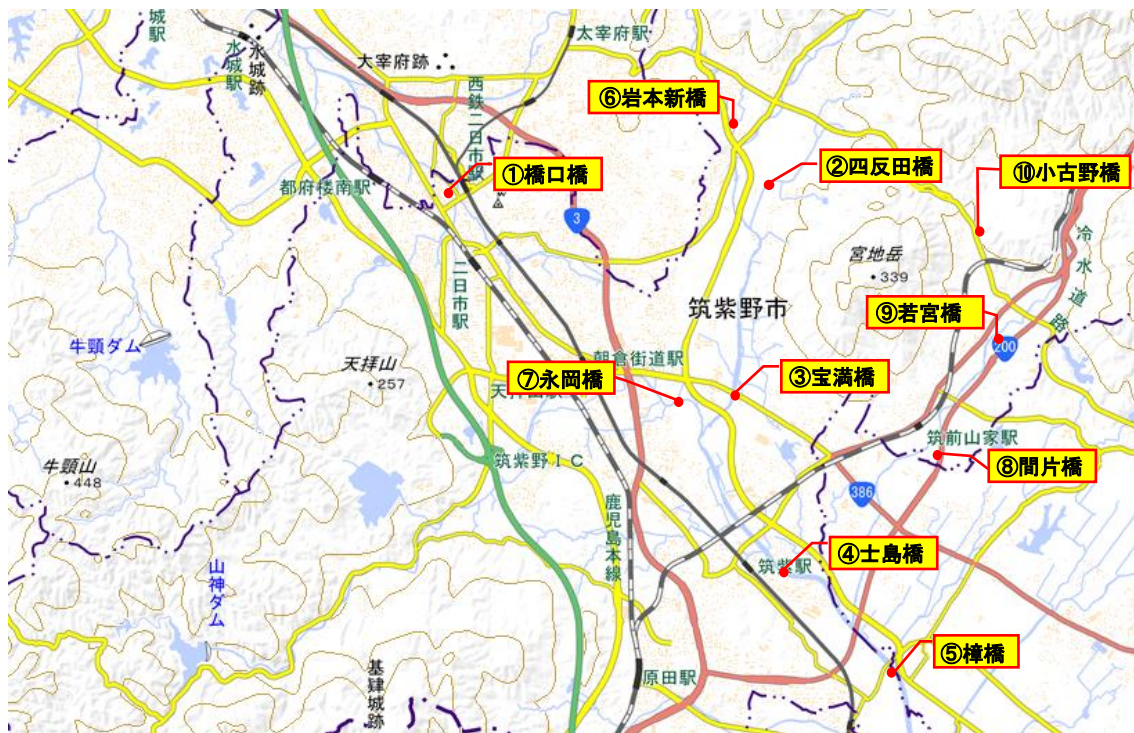 城駅
水城駅
水城跡
大宰府跡
太宰府駅
西鉄二日市駅
⑥岩本新橋
①橋口橋
②四反田橋
⑩小古野橋
都府楼南駅
3
冷水道路
宮地岳
・339
二日市駅
筑紫野市
⑨若宮橋
200
牛頸ダム
天拝山
・257
朝倉街道駅
⑦永岡橋
③宝満橋
筑前山家駅
筑紫野IC
牛頸山
・448
⑧間片橋
386
鹿児島本線
④士島橋
筑紫駅
山神ダム
⑤樟橋
原田駅
基肄城跡